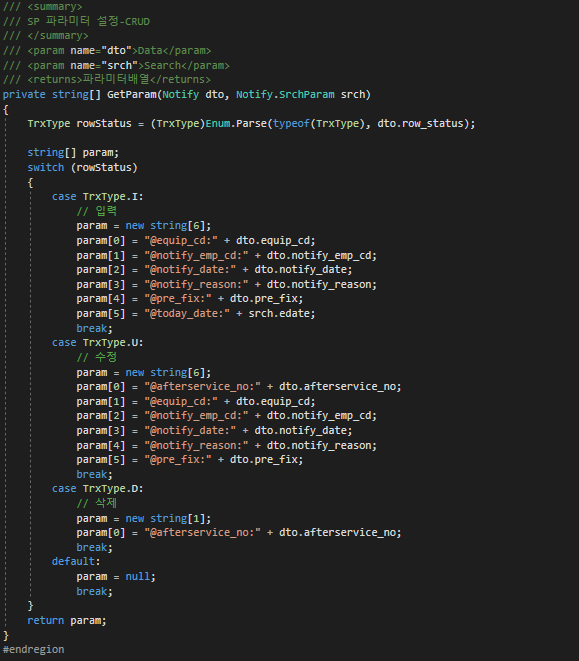 /// <summary>
/// SP 파라미터 설정-CRUD
/// </summary>
/// <param name="dto">Data</param>
/// <param name="srch">Search</param>
/// <returns>파라미터배열</returns>
private string[] GetParam(Notify dto, Notify.SrchParam srch)
{
    TrxType rowStatus = (TrxType)Enum.Parse(typeof(TrxType), dto.row_status);

    string[] param;
    switch (rowStatus)
    {
        case TrxType.I:
            // 입력
            param = new string[6];
            param[0] = "@equip_cd:" + dto.equip_cd;
            param[1] = "@notify_emp_cd:" + dto.notify_emp_cd;
            param[2] = "@notify_date:" + dto.notify_date;
            param[3] = "@notify_reason:" + dto.notify_reason;
            param[4] = "@pre_fix:" + dto.pre_fix;
            param[5] = "@today_date:" + srch.edate;
            break;
        case TrxType.U:
            // 수정
            param = new string[6];
            param[0] = "@afterservice_no:" + dto.afterservice_no;
            param[1] = "@equip_cd:" + dto.equip_cd;
            param[2] = "@notify_emp_cd:" + dto.notify_emp_cd;
            param[3] = "@notify_date:" + dto.notify_date;
            param[4] = "@notify_reason:" + dto.notify_reason;
            param[5] = "@pre_fix:" + dto.pre_fix;
            break;
        case TrxType.D:
            // 삭제
            param = new string[1];
            param[0] = "@afterservice_no:" + dto.afterservice_no;
            break;
        default:
            param = null;
            break;
    }
    return param;
}
#endregion